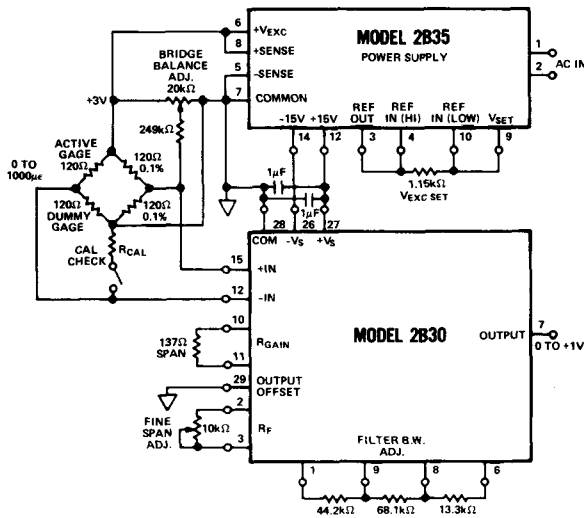 6
+VEXC
8
+SENSE
5
-SENSE
7
COMMON
MODEL 2B35
POWER SUPPLY
1
2
AC IN
-15V
+15V
14
12
REF
OUT
3
REF
IN (HI)
4
REF
IN (LOW)
10
VSET
9
1.15kΩ
VEXC SET
BRIDGE
BALANCE
ADJ.
20kΩ
+3V
249kΩ
ACTIVE
GAGE
120Ω
120Ω
0.1%
0 TO
1000με
120Ω
DUMMY
GAGE
120Ω
0.1%
RCAL
CAL
CHECK
1μF
1μF
28
26
27
COM
-VS
+VS
15
+IN
12
-IN
10
RGAIN
11
137Ω
SPAN
29
OUTPUT
OFFSET
2
RF
3
FINE
SPAN
ADJ.
10kΩ
MODEL 2B30
OUTPUT
7
0 TO +1V
FILTER B.W.
ADJ.
1
9
8
6
44.2kΩ
68.1kΩ
13.3kΩ